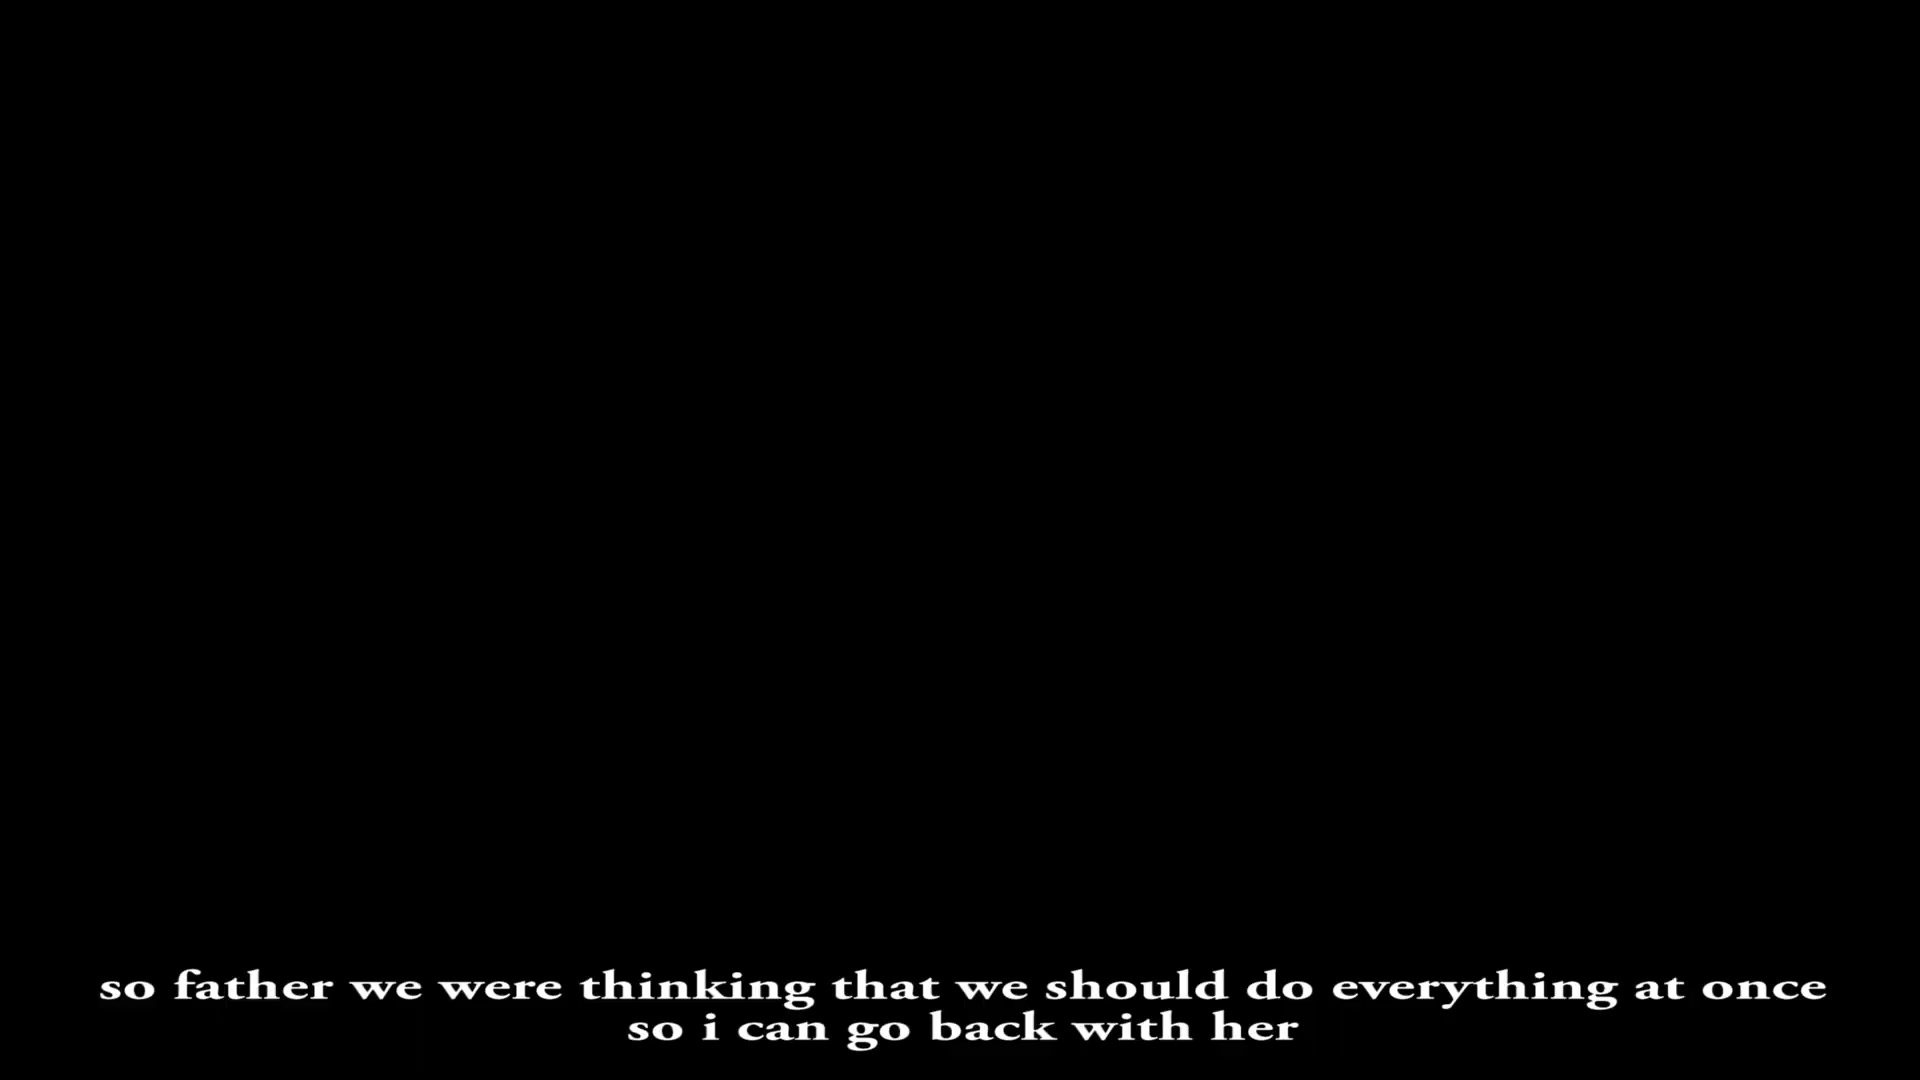 so father we were thinking that we should do everything at once
so i can go back with her